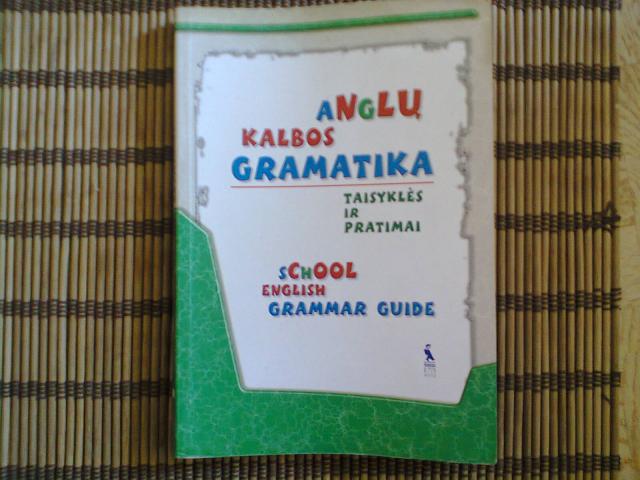 ANGLŲ
KALBOS
GRAMATIKA
TAISYKLĖS
IR
PRATIMAI
SCHOOL
ENGLISH
GRAMMAR GUIDE